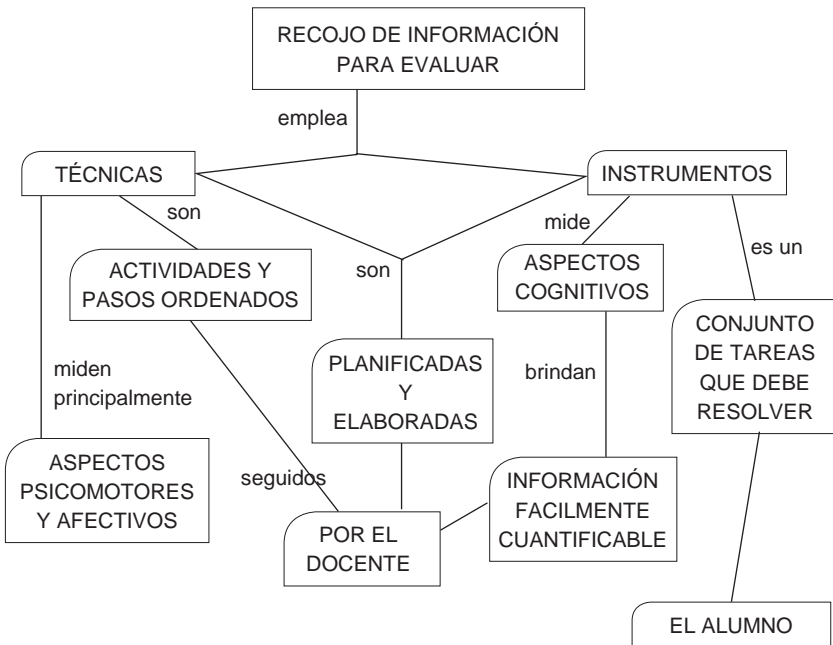 RECOJO DE INFORMACIÓN
PARA EVALUAR
emplea
TÉCNICAS
INSTRUMENTOS
son
mide
es un
ACTIVIDADES Y
PASOS ORDENADOS
son
ASPECTOS
COGNITIVOS
CONJUNTO
DE TAREAS
QUE DEBE
RESOLVER
miden
principalmente
PLANIFICADAS
Y
ELABORADAS
brindan
ASPECTOS
PSICOMOTORES
Y AFECTIVOS
seguidos
INFORMACIÓN
FACILMENTE
CUANTIFICABLE
POR EL
DOCENTE
EL ALUMNO